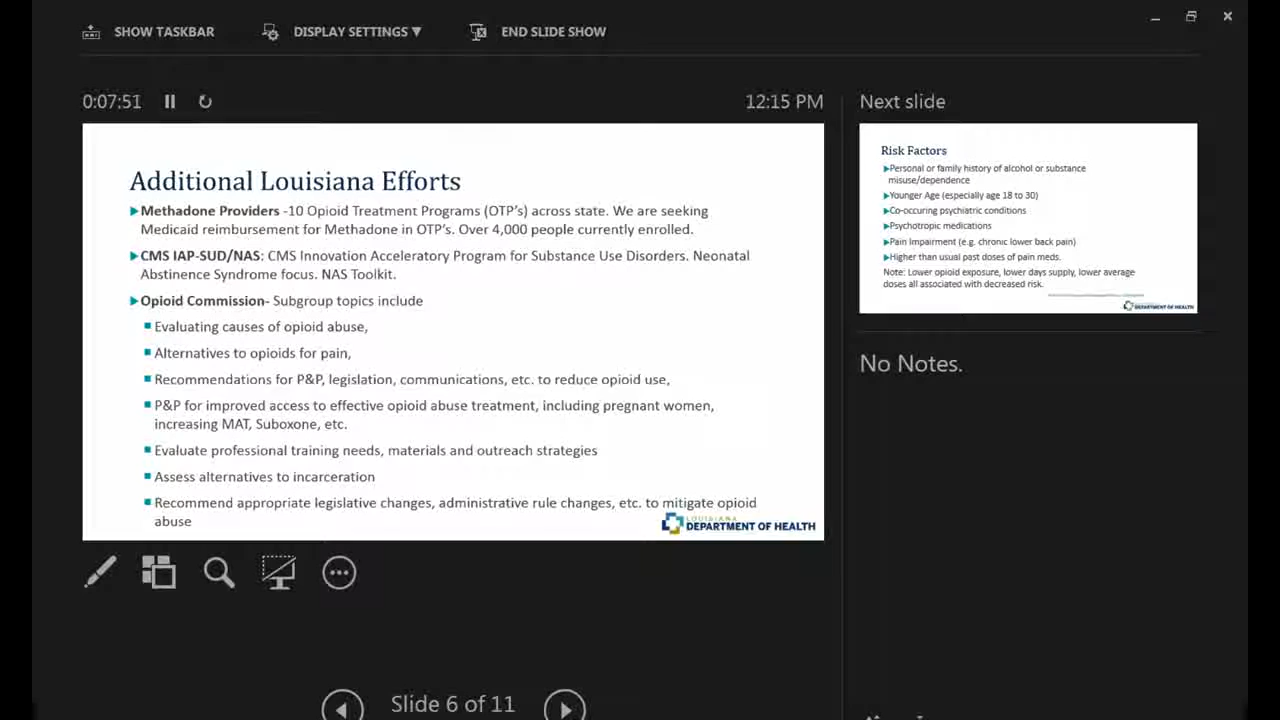 SHOW TASKBAR
DISPLAY SETTINGS ▼
END SLIDE SHOW
0:07:51
12:15 PM
Additional Louisiana Efforts
Methadone Providers -10 Opioid Treatment Programs (OTP's) across state. We are seeking
Medicaid reimbursement for Methadone in OTP's. Over 4,000 people currently enrolled.
CMS IAP-SUD/NAS: CMS Innovation Acceleratory Program for Substance Use Disorders. Neonatal
Abstinence Syndrome focus. NAS Toolkit.
Opioid Commission- Subgroup topics include
Evaluating causes of opioid abuse,
Alternatives to opioids for pain,
Recommendations for P&P, legislation, communications, etc. to reduce opioid use,
P&P for improved access to effective opioid abuse treatment, including pregnant women,
increasing MAT, Suboxone, etc.
Evaluate professional training needs, materials and outreach strategies
Assess alternatives to incarceration
Recommend appropriate legislative changes, administrative rule changes, etc. to mitigate opioid
abuse
LOUISIANA
DEPARTMENT OF HEALTH
Next slide
Risk Factors
Personal or family history of alcohol or substance
misuse/dependence
Younger Age (especially age 18 to 30)
Co-occuring psychiatric conditions
Psychotropic medications
Pain Impairment (e.g. chronic lower back pain)
Higher than usual past doses of pain meds.
Note: Lower opioid exposure, lower days supply, lower average
doses all associated with decreased risk.
DEPARTMENT OF HEALTH
No Notes.
Slide 6 of 11